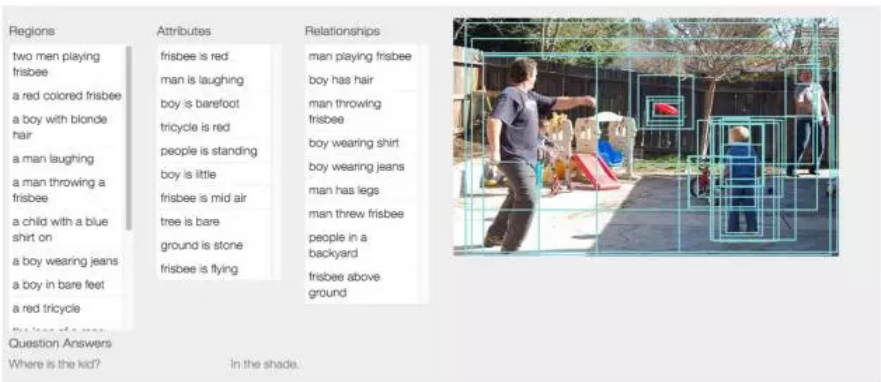 Regions
two men playing
frisbee
a red colored frisbee
a boy with blonde
hair
a man laughing
a man throwing a
frisbee
a child with a blue
shirt on
a boy wearing jeans
a boy in bare feet
a red tricycle
Attributes
frisbee is red
man is laughing
boy is barefoot
tricycle is red
people is standing
boy is little
frisbee is mid air
tree is bare
ground is stone
frisbee is flying
Relationships
man playing frisbee
boy has hair
man throwing
frisbee
boy wearing shirt
boy wearing jeans
man has legs
man threw frisbee
people in a
backyard
frisbee above
ground
Question Answers
Where is the kid?
In the shade.